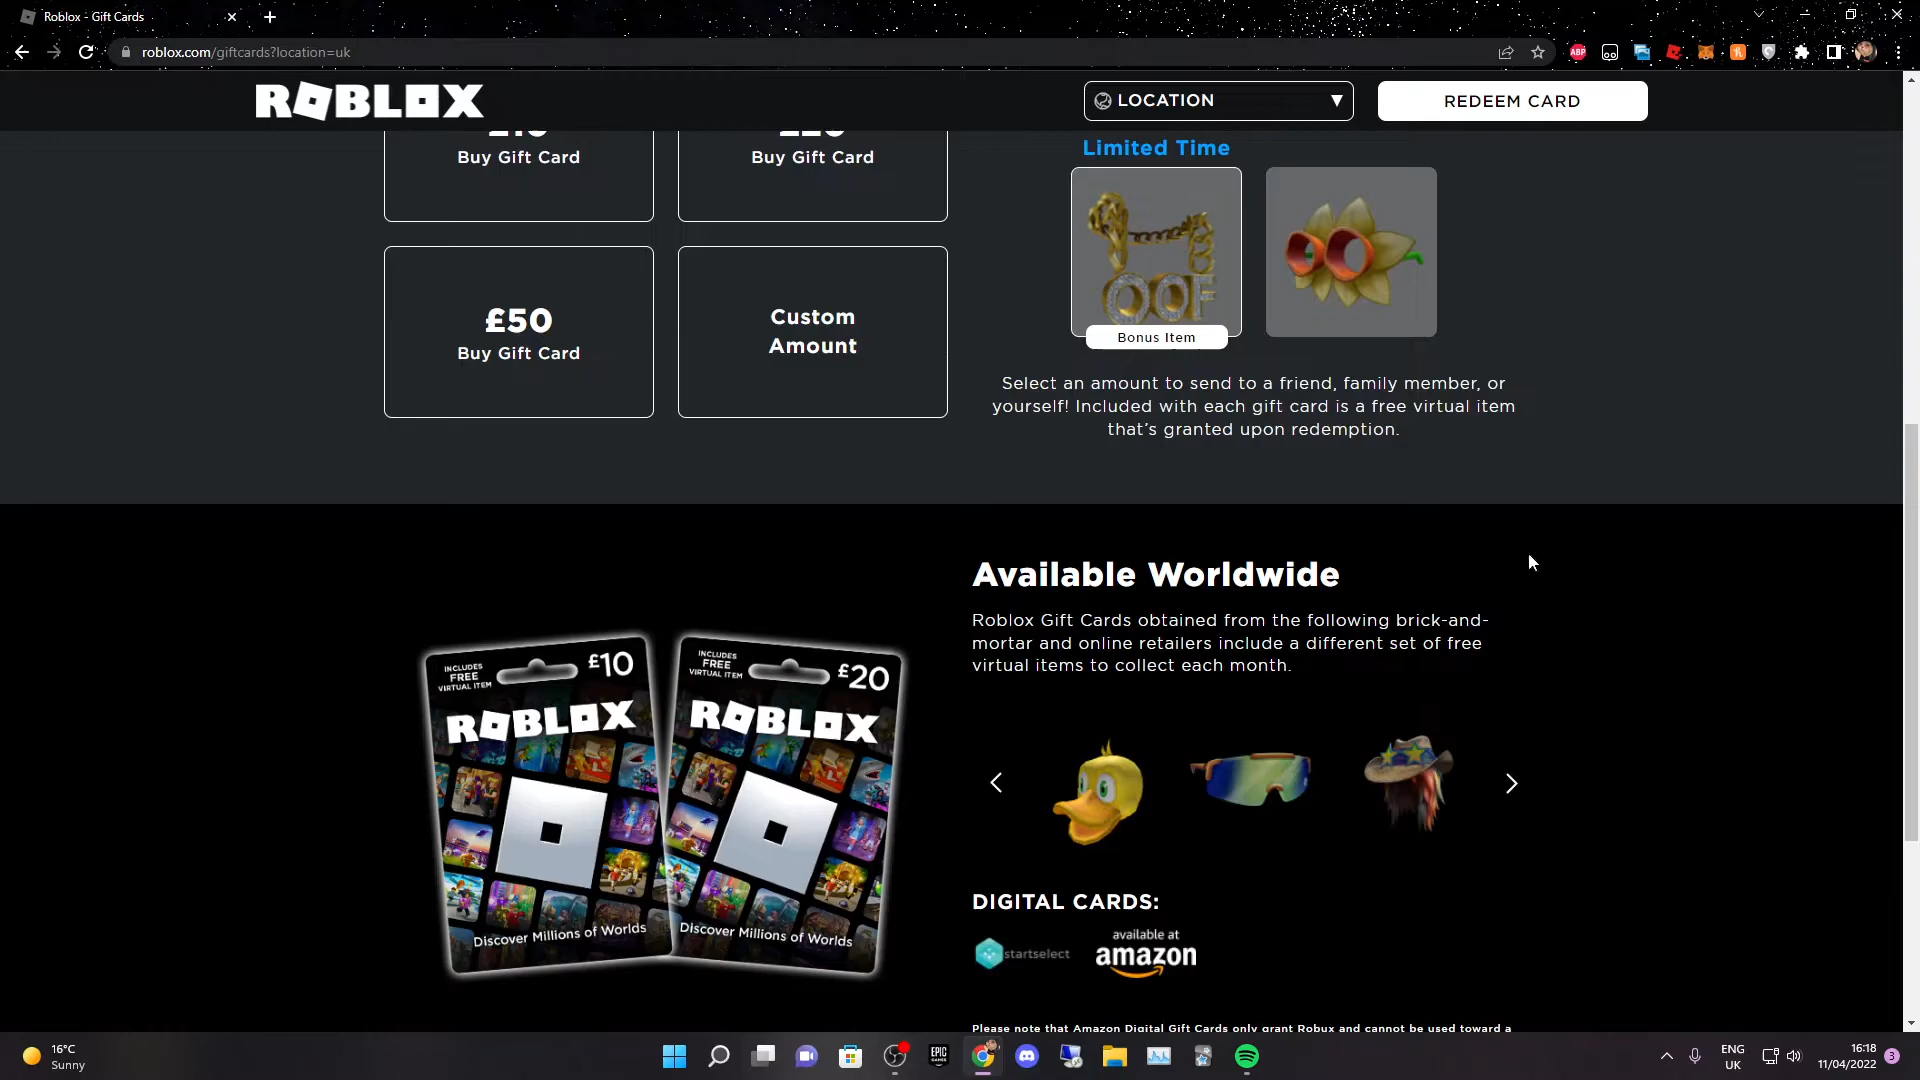 Roblox - Gift Cards
roblox.com/giftcards?location=uk
ROBLOX
LOCATION
REDEEM CARD
Buy Gift Card
Buy Gift Card
£50
Buy Gift Card
Custom
Amount
Limited Time
OOF
Bonus Item
Select an amount to send to a friend, family member, or
yourself! Included with each gift card is a free virtual item
that’s granted upon redemption.
INCLUDES
FREE
VIRTUAL ITEM
£10
ROBLOX
Discover Millions of Worlds
INCLUDES
FREE
VIRTUAL ITEM
£20
ROBLOX
Discover Millions of Worlds
Available Worldwide
Roblox Gift Cards obtained from the following brick-and-
mortar and online retailers include a different set of free
virtual items to collect each month.
DIGITAL CARDS:
startselect
available at
amazon
Please note that Amazon Digital Gift Cards only grant Robux and cannot be used toward a
16°C
Sunny
EPIC
GAMES
ENG
UK
16:18
11/04/2022
3